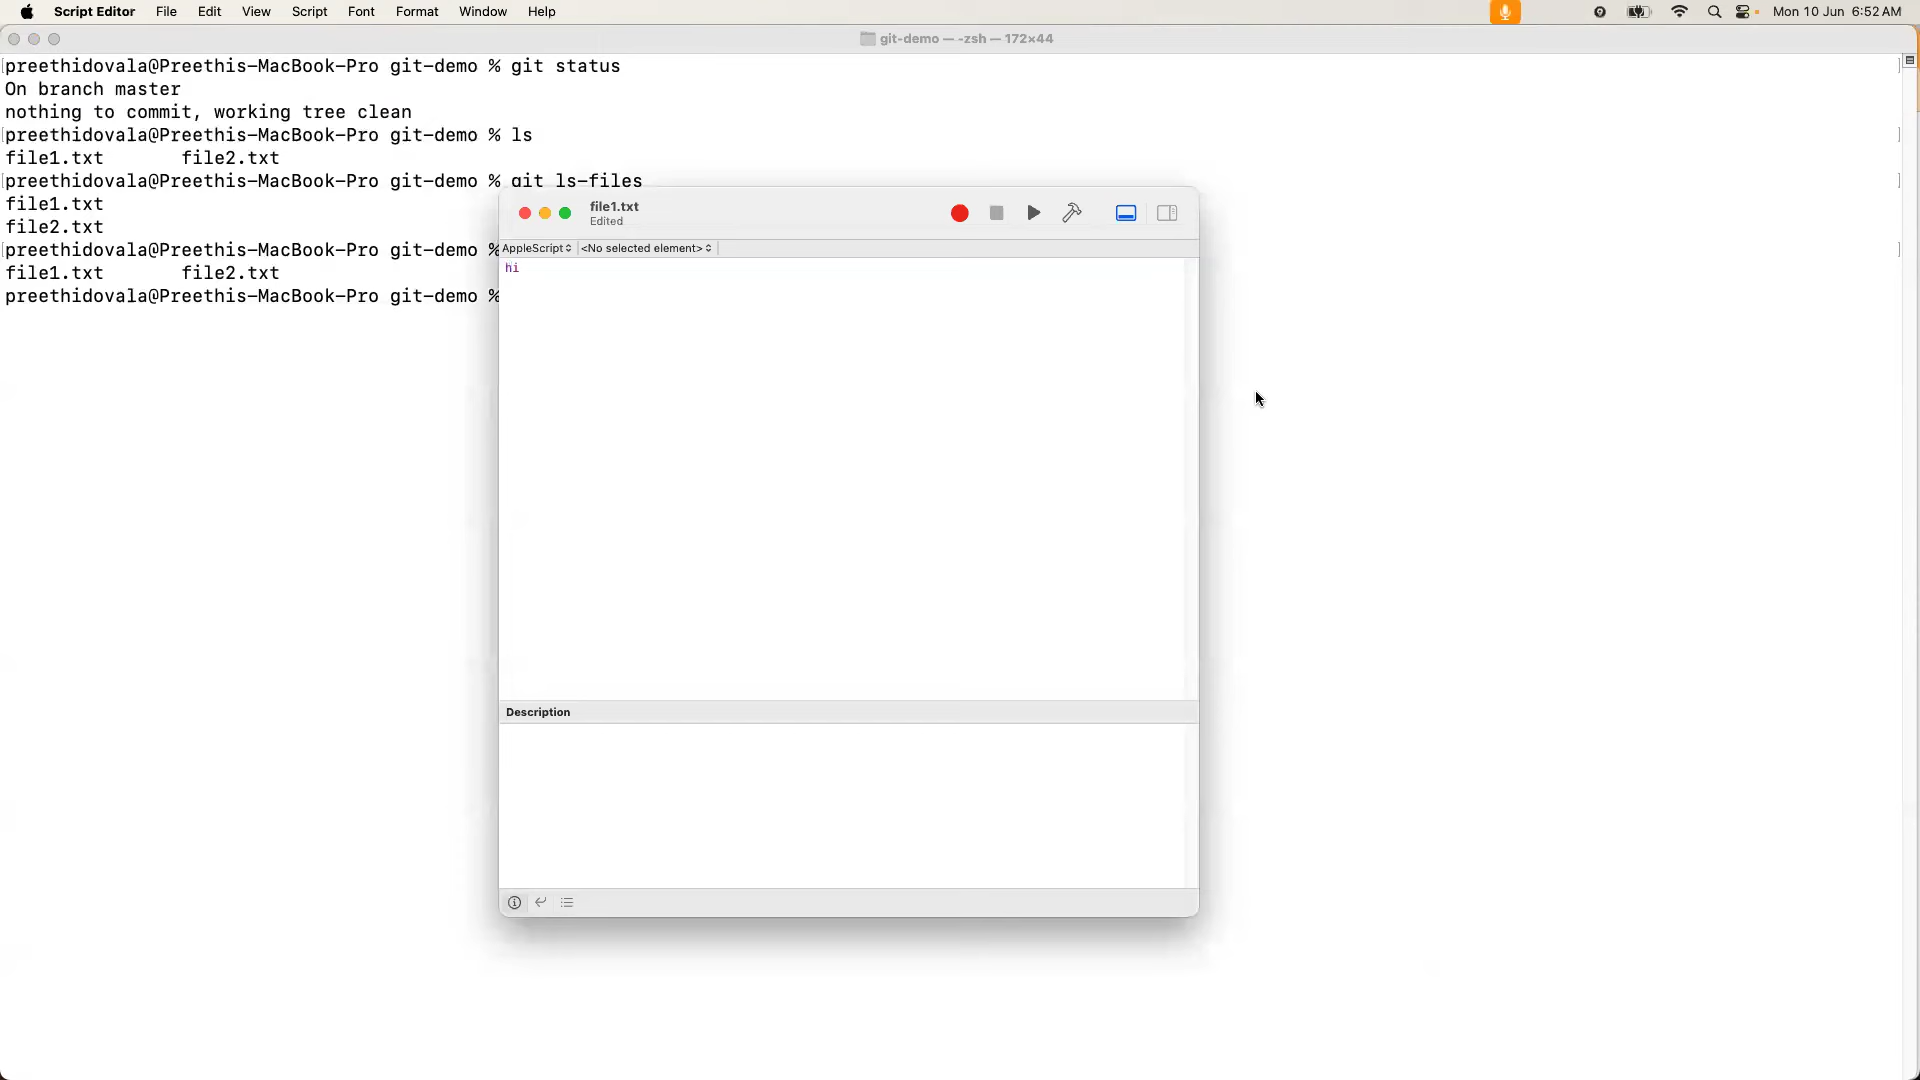 Script Editor File Edit View Script Font Format Window Help Mon 10 Jun 6:52 AM
git-demo — -zsh — 172×44
[preethidovala@Preethis-MacBook-Pro git-demo % git status ]
On branch master
nothing to commit, working tree clean
[preethidovala@Preethis-MacBook-Pro git-demo % ls ]
file1.txt file2.txt
[preethidovala@Preethis-MacBook-Pro git-demo % git ls-files ]
file1.txt
file2.txt
[preethidovala@Preethis-MacBook-Pro git-demo % ]
file1.txt file2.txt
preethidovala@Preethis-MacBook-Pro git-demo %
file1.txt
Edited
AppleScript <No selected element>
hi
Description